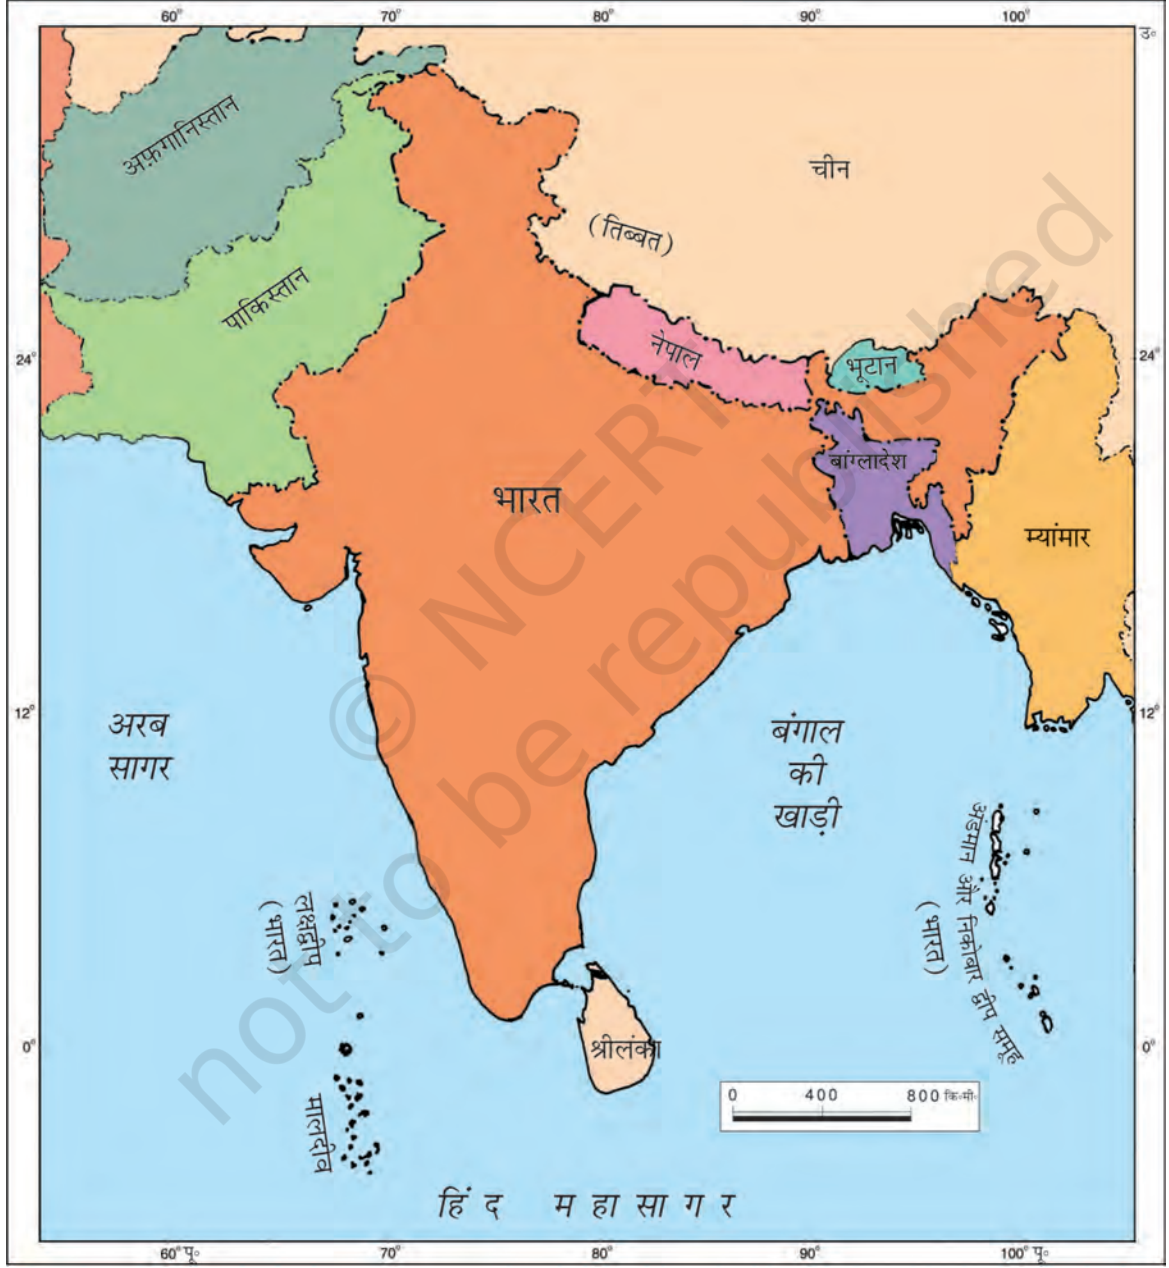 60° 70° 80° 90° 100°
उ॰
अफ़गानिस्तान
चीन
(तिब्बत)
पाकिस्तान
नेपाल
24° 24°
भूटान
बांग्लादेश
भारत
म्यांमार
© NCERT
not to be republished
12° 12°
अरब
सागर
बंगाल
की
खाड़ी
अंडमान और निकोबार द्वीप समूह
(भारत)
लक्षद्वीप
(भारत)
0° 0°
श्रीलंका
0 400 800 कि॰मी॰
मालदीव
हिंद महासागर
60° पू॰ 70° 80° 90° 100° पू॰